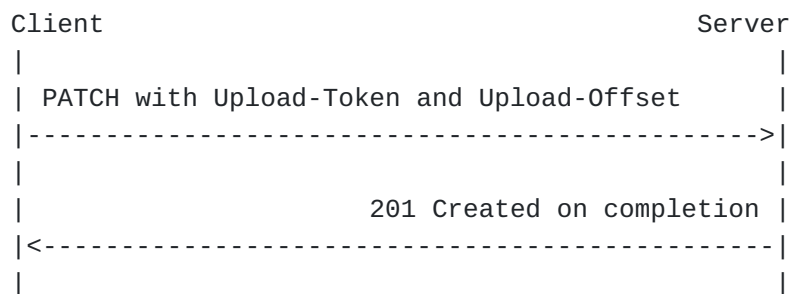 Client                                      Server
|                                                |
| PATCH with Upload-Token and Upload-Offset      |
|----------------------------------------------->|
|                                                |
|                      201 Created on completion |
|<-----------------------------------------------|
|                                                |